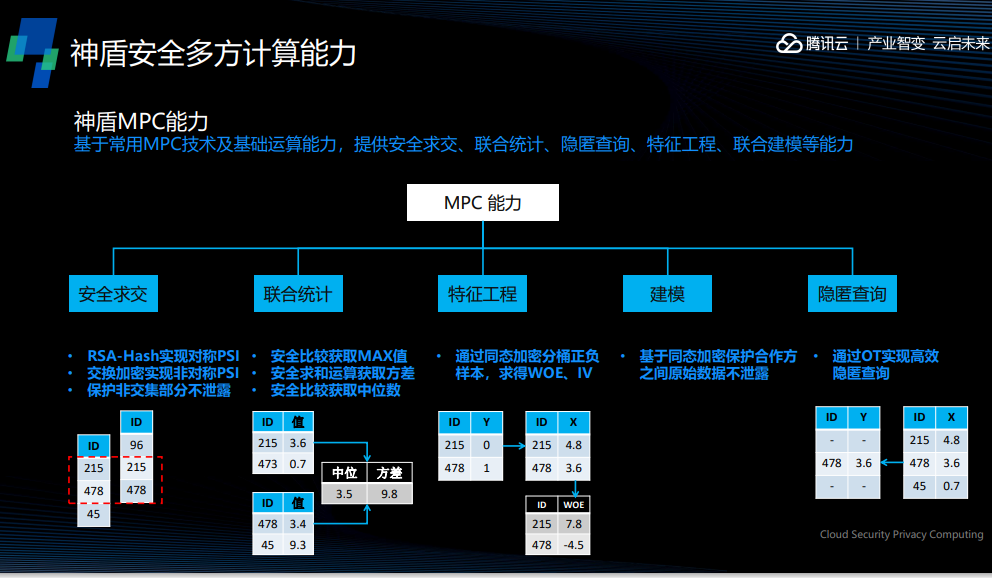 神盾安全多方计算能力
腾讯云 | 产业智变 云启未来
神盾MPC能力
基于常用MPC技术及基础运算能力，提供安全求交、联合统计、隐匿查询、特征工程、联合建模等能力
MPC 能力
安全求交
联合统计
特征工程
建模
隐匿查询
• RSA-Hash实现对称PSI
• 交换加密实现非对称PSI
• 保护非交集部分不泄露
• 安全比较获取MAX值
• 安全求和运算获取方差
• 安全比较获取中位数
• 通过同态加密分桶正负
样本，求得WOE、IV
• 基于同态加密保护合作方
之间原始数据不泄露
• 通过OT实现高效
隐匿查询
ID
215
478
45
ID
96
215
478
ID 值
215 3.6
473 0.7
ID 值
478 3.4
45 9.3
中位 方差
3.5 9.8
ID Y
215 0
478 1
ID X
215 4.8
478 3.6
ID WOE
215 7.8
478 -4.5
ID Y
- -
478 3.6
- -
ID X
215 4.8
478 3.6
45 0.7
Cloud Security Privacy Computing